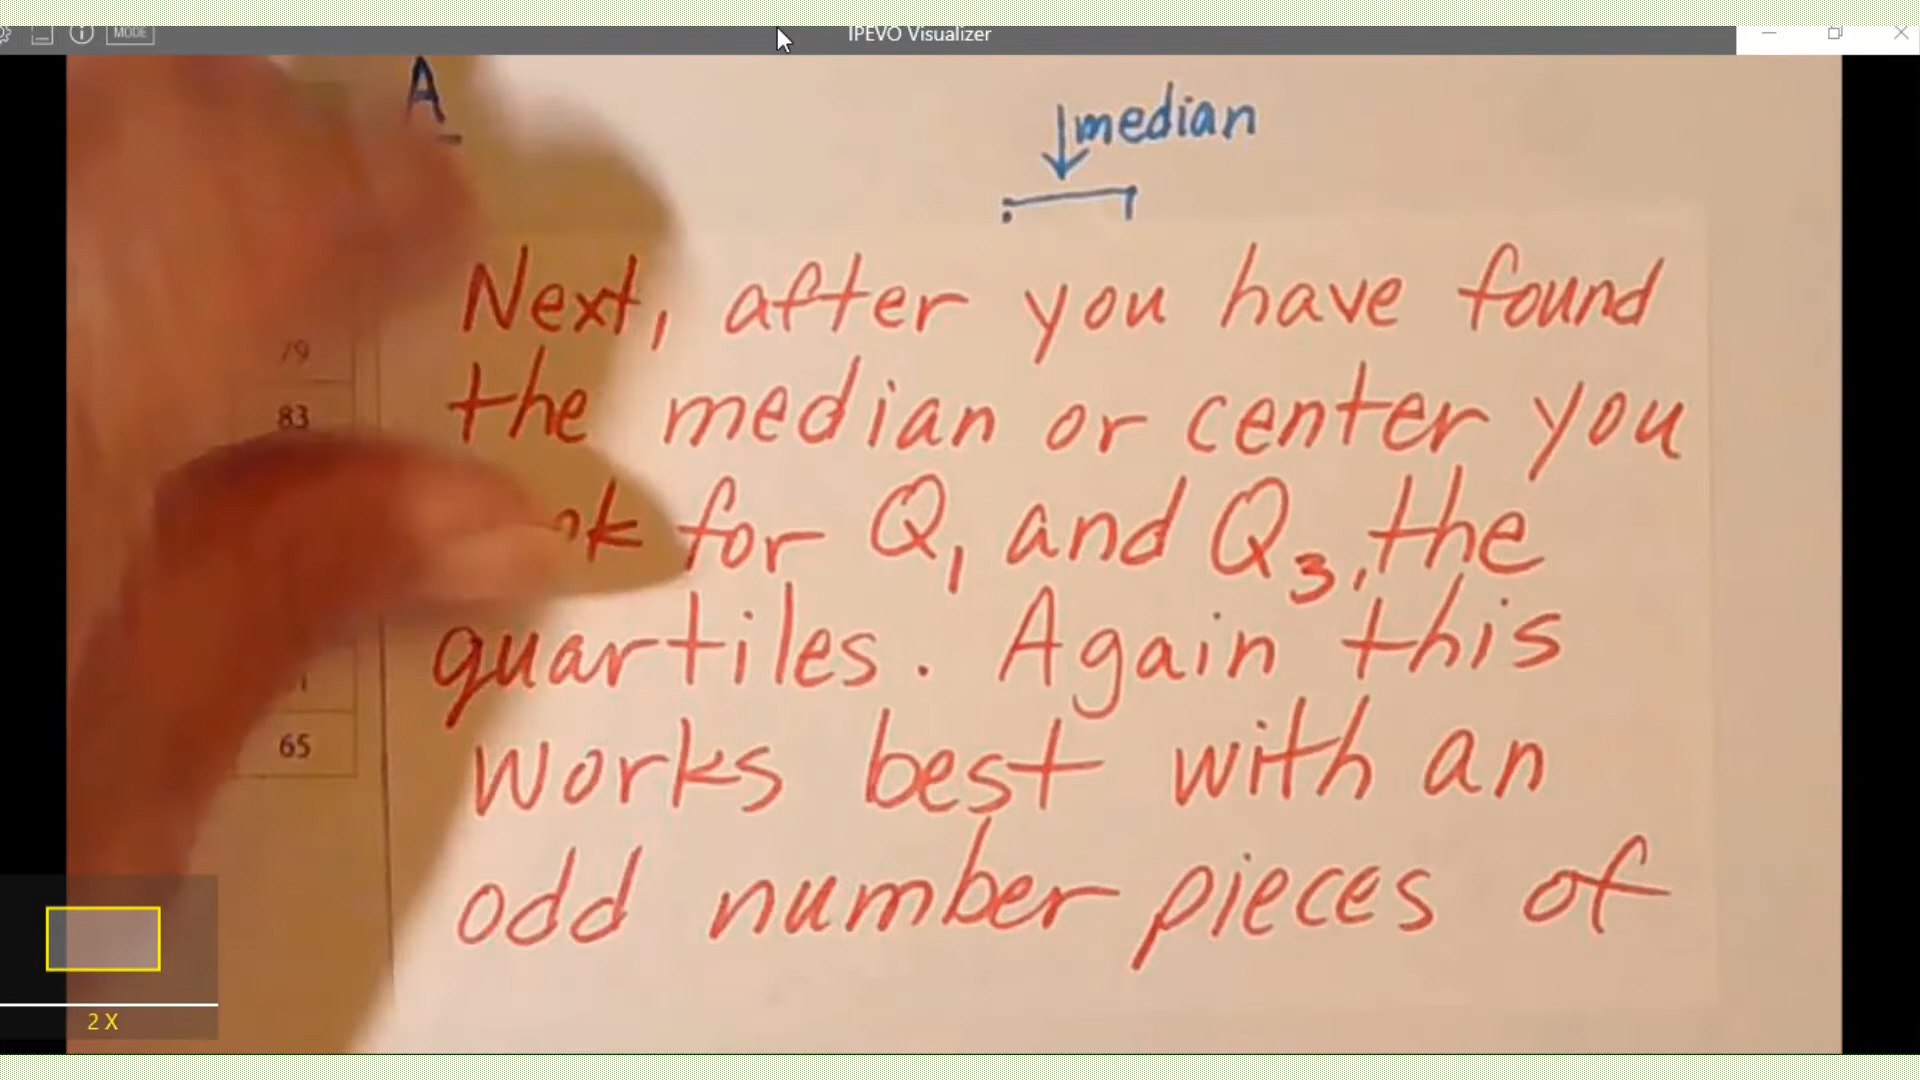 MODE
IPEVO Visualizer
A
median
Next, after you have found
the median or center you
for Q₁ and Q₃, the
79
83
quartiles. Again this
works best with an
65
odd number pieces of
2 X